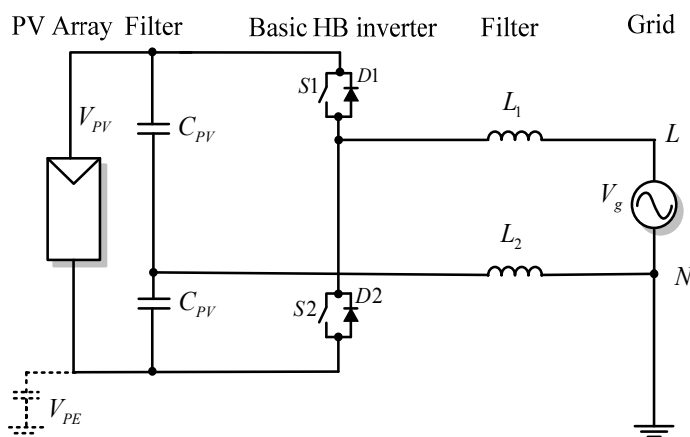 PV Array Filter Basic HB inverter Filter Grid
S1 D1
V_PV C_PV L_1 L
V_g
L_2
N
C_PV S2 D2
V_PE